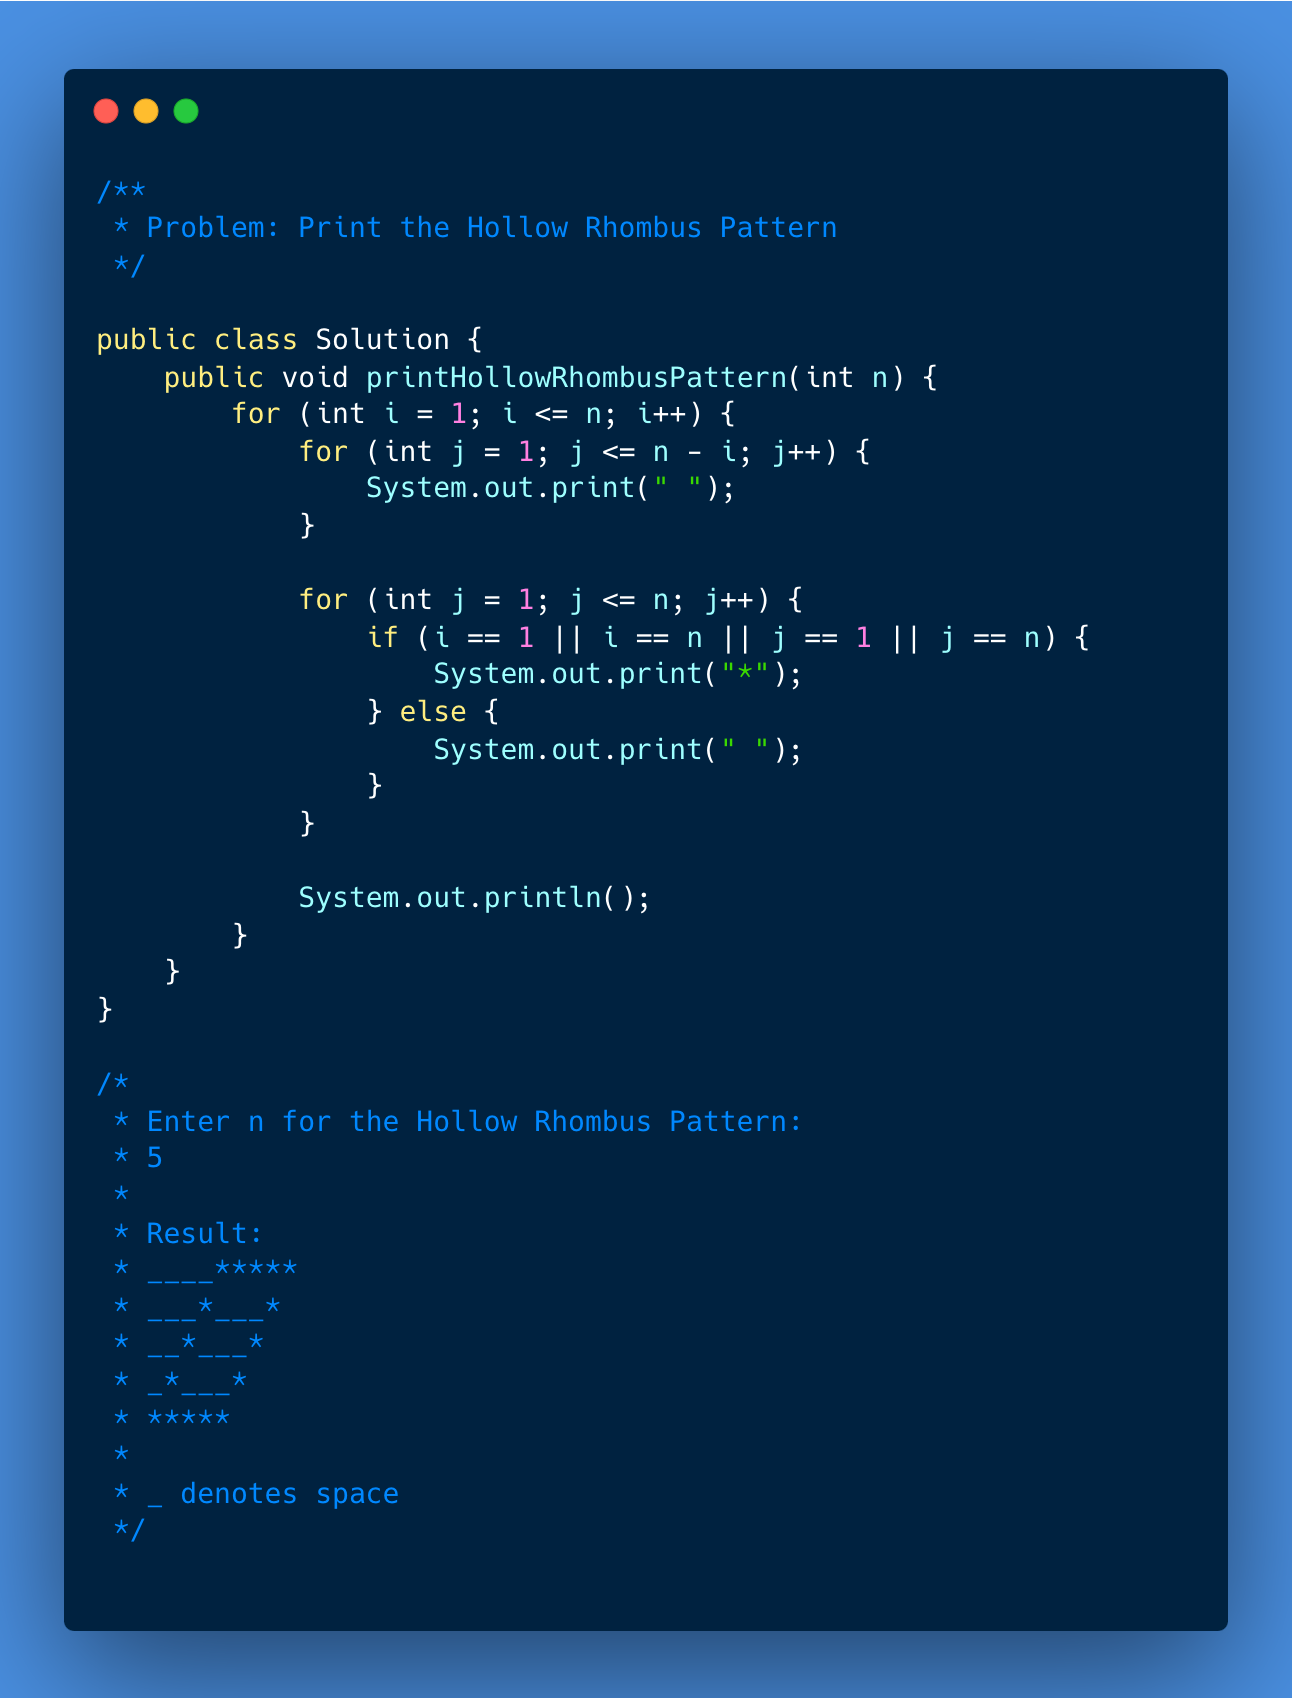 /**
 * Problem: Print the Hollow Rhombus Pattern
 */

public class Solution {
    public void printHollowRhombusPattern(int n) {
        for (int i = 1; i <= n; i++) {
            for (int j = 1; j <= n - i; j++) {
                System.out.print(" ");
            }

            for (int j = 1; j <= n; j++) {
                if (i == 1 || i == n || j == 1 || j == n) {
                    System.out.print("*");
                } else {
                    System.out.print(" ");
                }
            }

            System.out.println();
        }
    }
}

/*
 * Enter n for the Hollow Rhombus Pattern:
 * 5
 *
 * Result:
 * ____*****
 * ___*___*
 * __*___*
 * _*___*
 * *****
 *
 * _ denotes space
 */